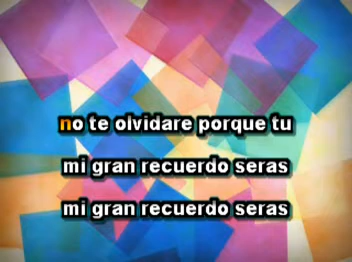 no te olvidare porque tu
mi gran recuerdo seras
mi gran recuerdo seras